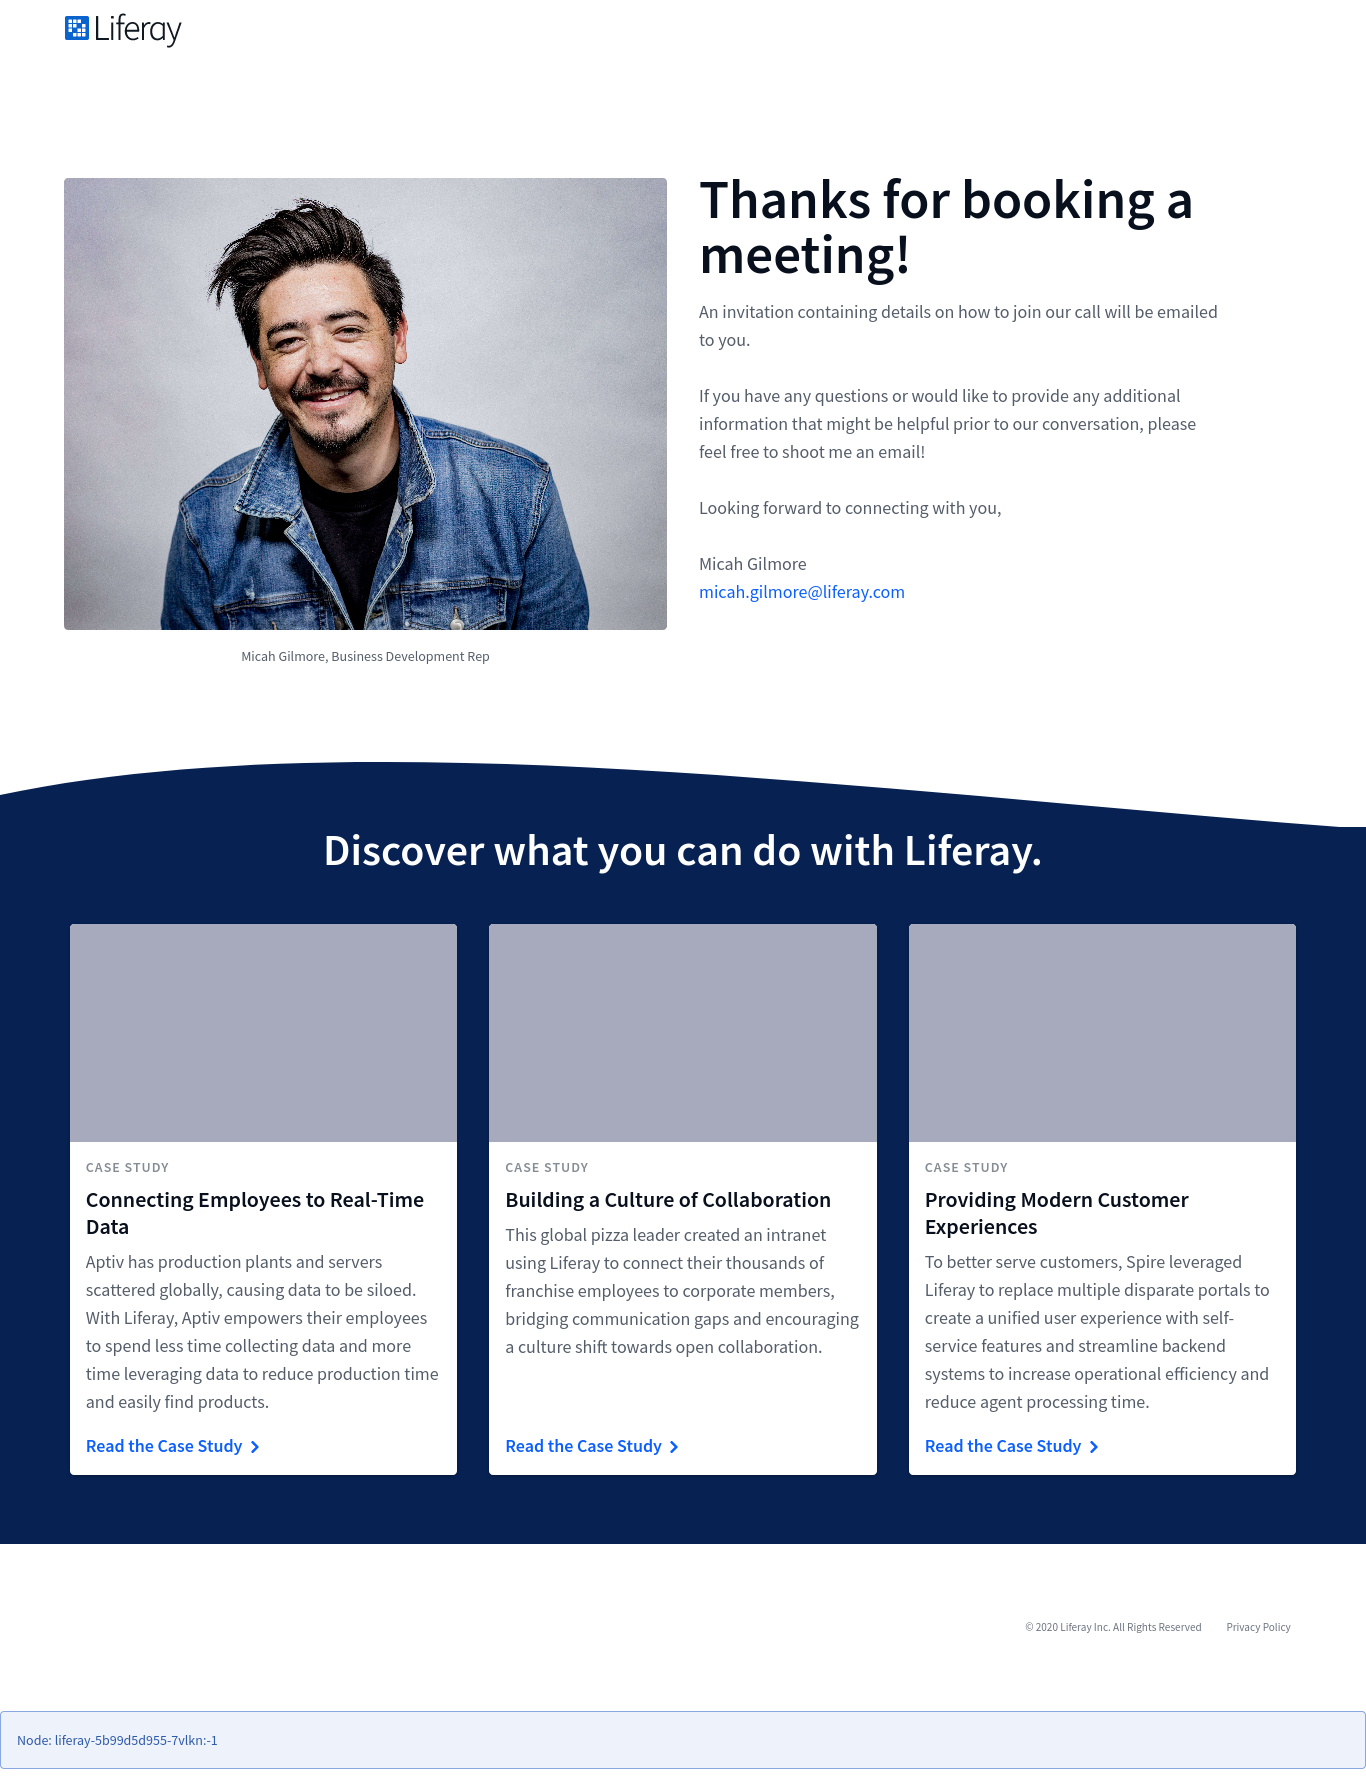 Liferay
Thanks for booking a
meeting!
An invitation containing details on how to join our call will be emailed
to you.
If you have any questions or would like to provide any additional
information that might be helpful prior to our conversation, please
feel free to shoot me an email!
Looking forward to connecting with you,
Micah Gilmore
micah.gilmore@liferay.com
Micah Gilmore, Business Development Rep
Discover what you can do with Liferay.
CASE STUDY
Connecting Employees to Real-Time
Data
Aptiv has production plants and servers
scattered globally, causing data to be siloed.
With Liferay, Aptiv empowers their employees
to spend less time collecting data and more
time leveraging data to reduce production time
and easily find products.
Read the Case Study
CASE STUDY
Building a Culture of Collaboration
This global pizza leader created an intranet
using Liferay to connect their thousands of
franchise employees to corporate members,
bridging communication gaps and encouraging
a culture shift towards open collaboration.
Read the Case Study
CASE STUDY
Providing Modern Customer
Experiences
To better serve customers, Spire leveraged
Liferay to replace multiple disparate portals to
create a unified user experience with self-
service features and streamline backend
systems to increase operational efficiency and
reduce agent processing time.
Read the Case Study
© 2020 Liferay Inc. All Rights Reserved Privacy Policy
Node: liferay-5b99d5d955-7vlkn:-1